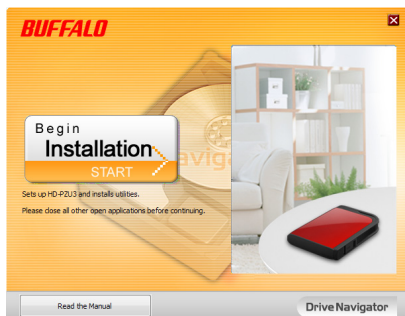 BUFFALO
Begin
Installation
START
Sets up HD-PZU3 and installs utilities.
Please close all other open applications before continuing.
Read the Manual
DriveNavigator